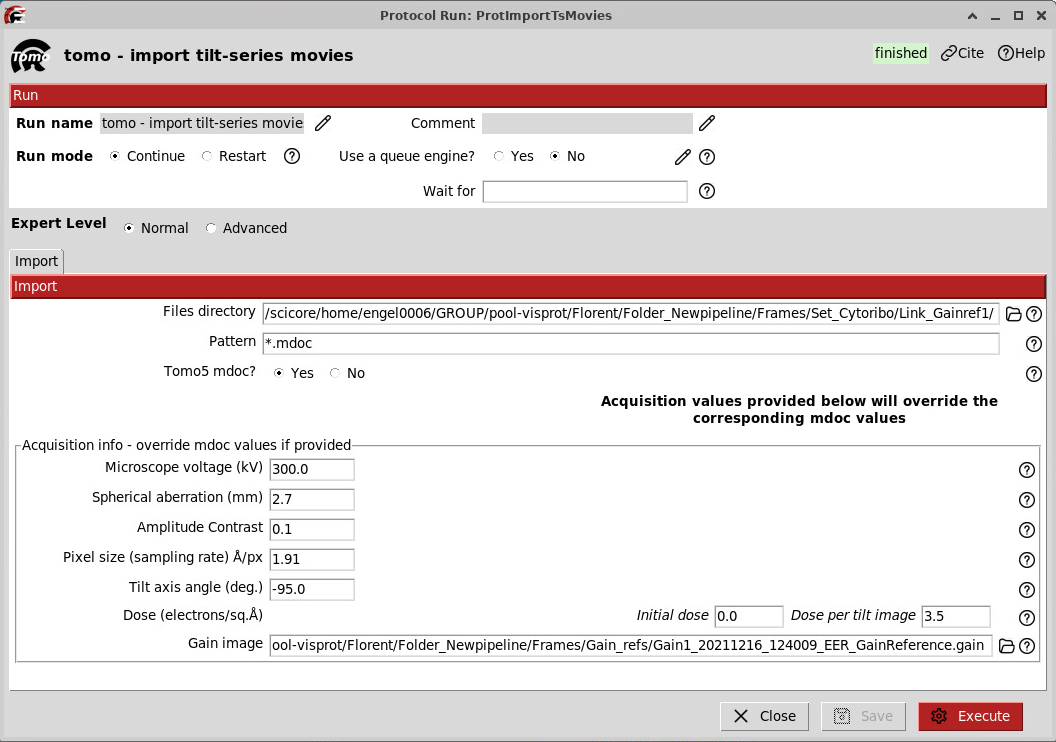 Protocol Run: ProtImportTsMovies
Tomo
tomo - import tilt-series movies
finished Cite Help
Run
Run name tomo - import tilt-series movie Comment
Run mode Continue Restart Use a queue engine? Yes No
Wait for
Expert Level Normal Advanced
Import
Import
Files directory /scicore/home/engel0006/GROUP/pool-visprot/Florent/Folder_Newpipeline/Frames/Set_Cytoribo/Link_Gainref1/
Pattern *.mdoc
Tomo5 mdoc? Yes No
Acquisition values provided below will override the
corresponding mdoc values
Acquisition info - override mdoc values if provided
Microscope voltage (kV) 300.0
Spherical aberration (mm) 2.7
Amplitude Contrast 0.1
Pixel size (sampling rate) Å/px 1.91
Tilt axis angle (deg.) -95.0
Dose (electrons/sq.Å) Initial dose 0.0 Dose per tilt image 3.5
Gain image ool-visprot/Florent/Folder_Newpipeline/Frames/Gain_refs/Gain1_20211216_124009_EER_GainReference.gain
Close Save Execute